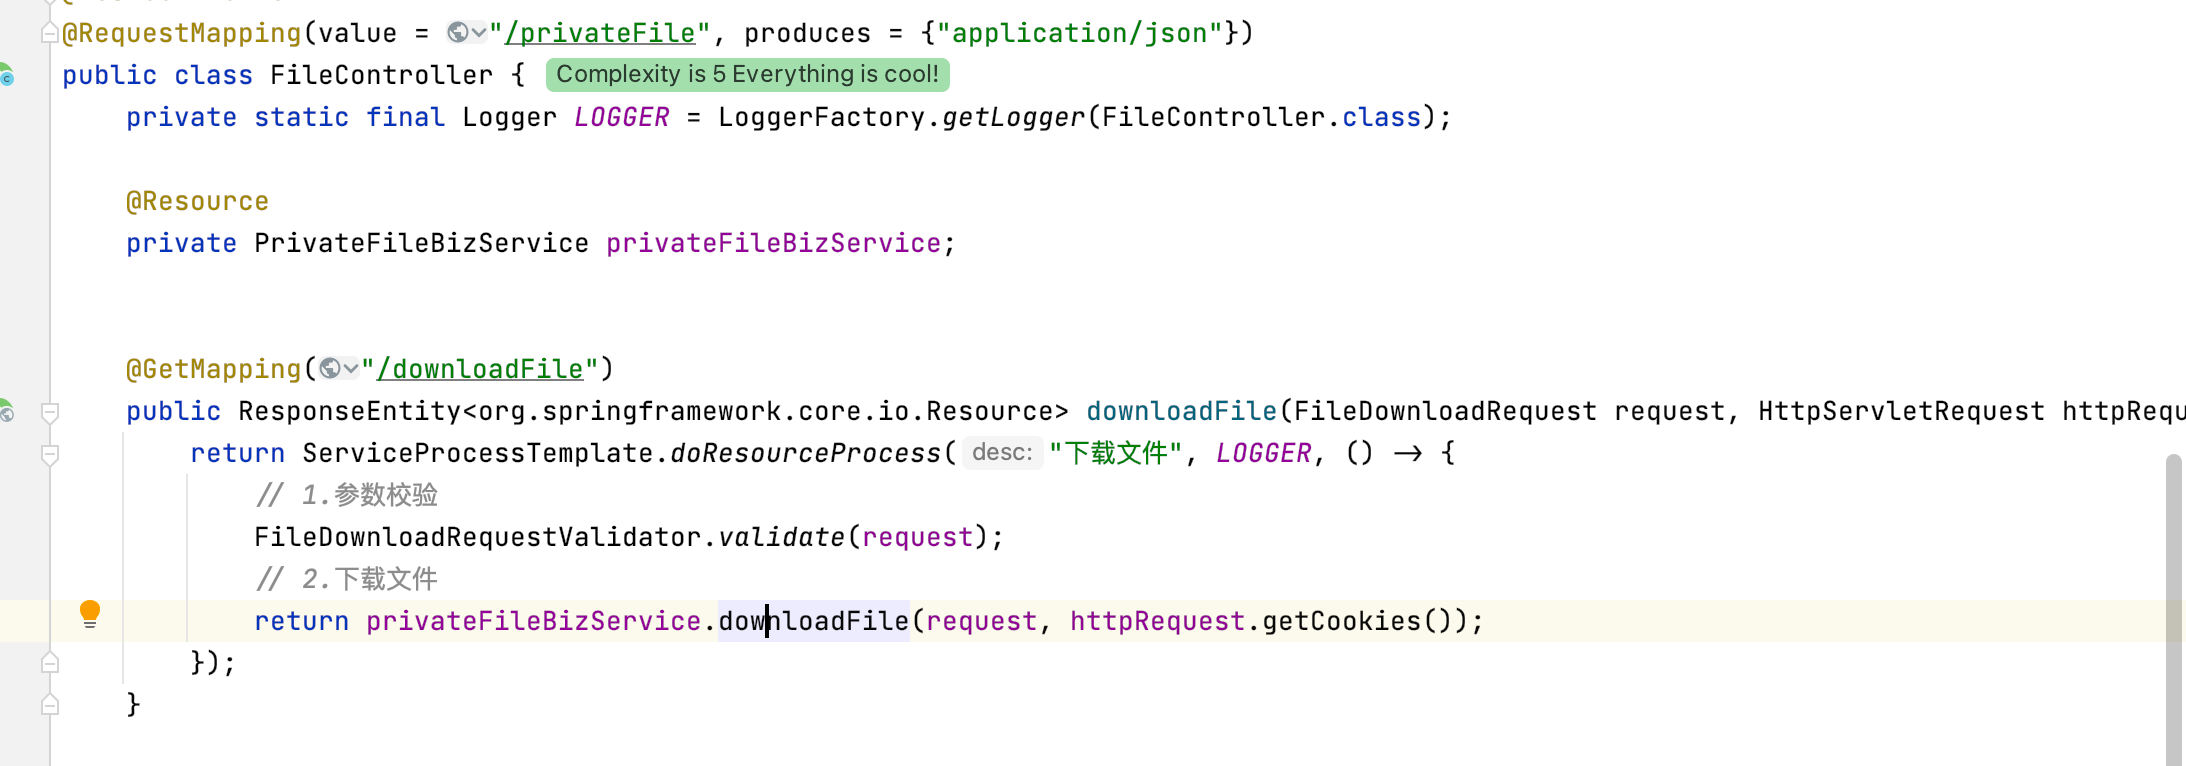 @RequestMapping(value = "/privateFile", produces = {"application/json"})
public class FileController { Complexity is 5 Everything is cool!
private static final Logger LOGGER = LoggerFactory.getLogger(FileController.class);
@Resource
private PrivateFileBizService privateFileBizService;
@GetMapping("/downloadFile")
public ResponseEntity<org.springframework.core.io.Resource> downloadFile(FileDownloadRequest request, HttpServletRequest httpRequ
return ServiceProcessTemplate.doResourceProcess( desc: "下载文件", LOGGER, () -> {
// 1.参数校验
FileDownloadRequestValidator.validate(request);
// 2.下载文件
return privateFileBizService.downloadFile(request, httpRequest.getCookies());
});
}